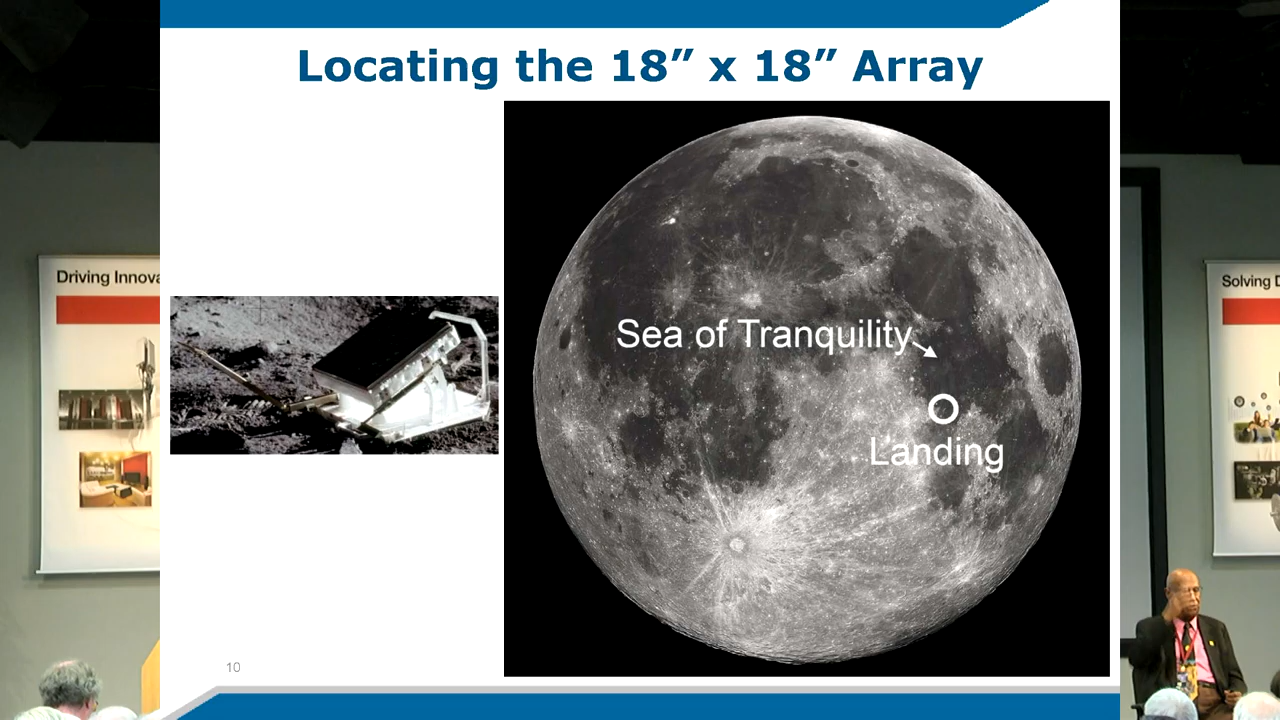 Locating the 18” x 18” Array
Driving Innova
Solving D
Sea of Tranquility
Landing
10